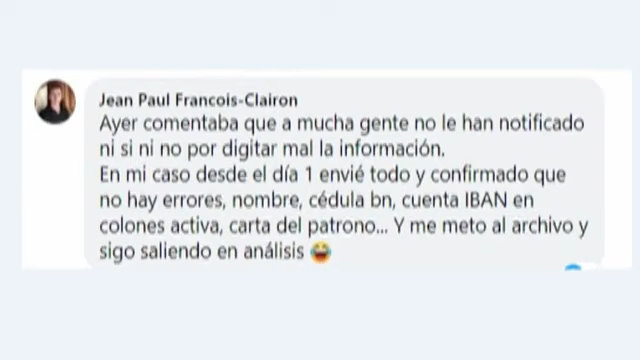 Jean Paul Francois-Clairon
Ayer comentaba que a mucha gente no le han notificado
ni si ni no por digitar mal la información.
En mi caso desde el día 1 envié todo y confirmado que
no hay errores, nombre, cédula bn, cuenta IBAN en
colones activa, carta del patrono... Y me meto al archivo y
sigo saliendo en análisis 😂